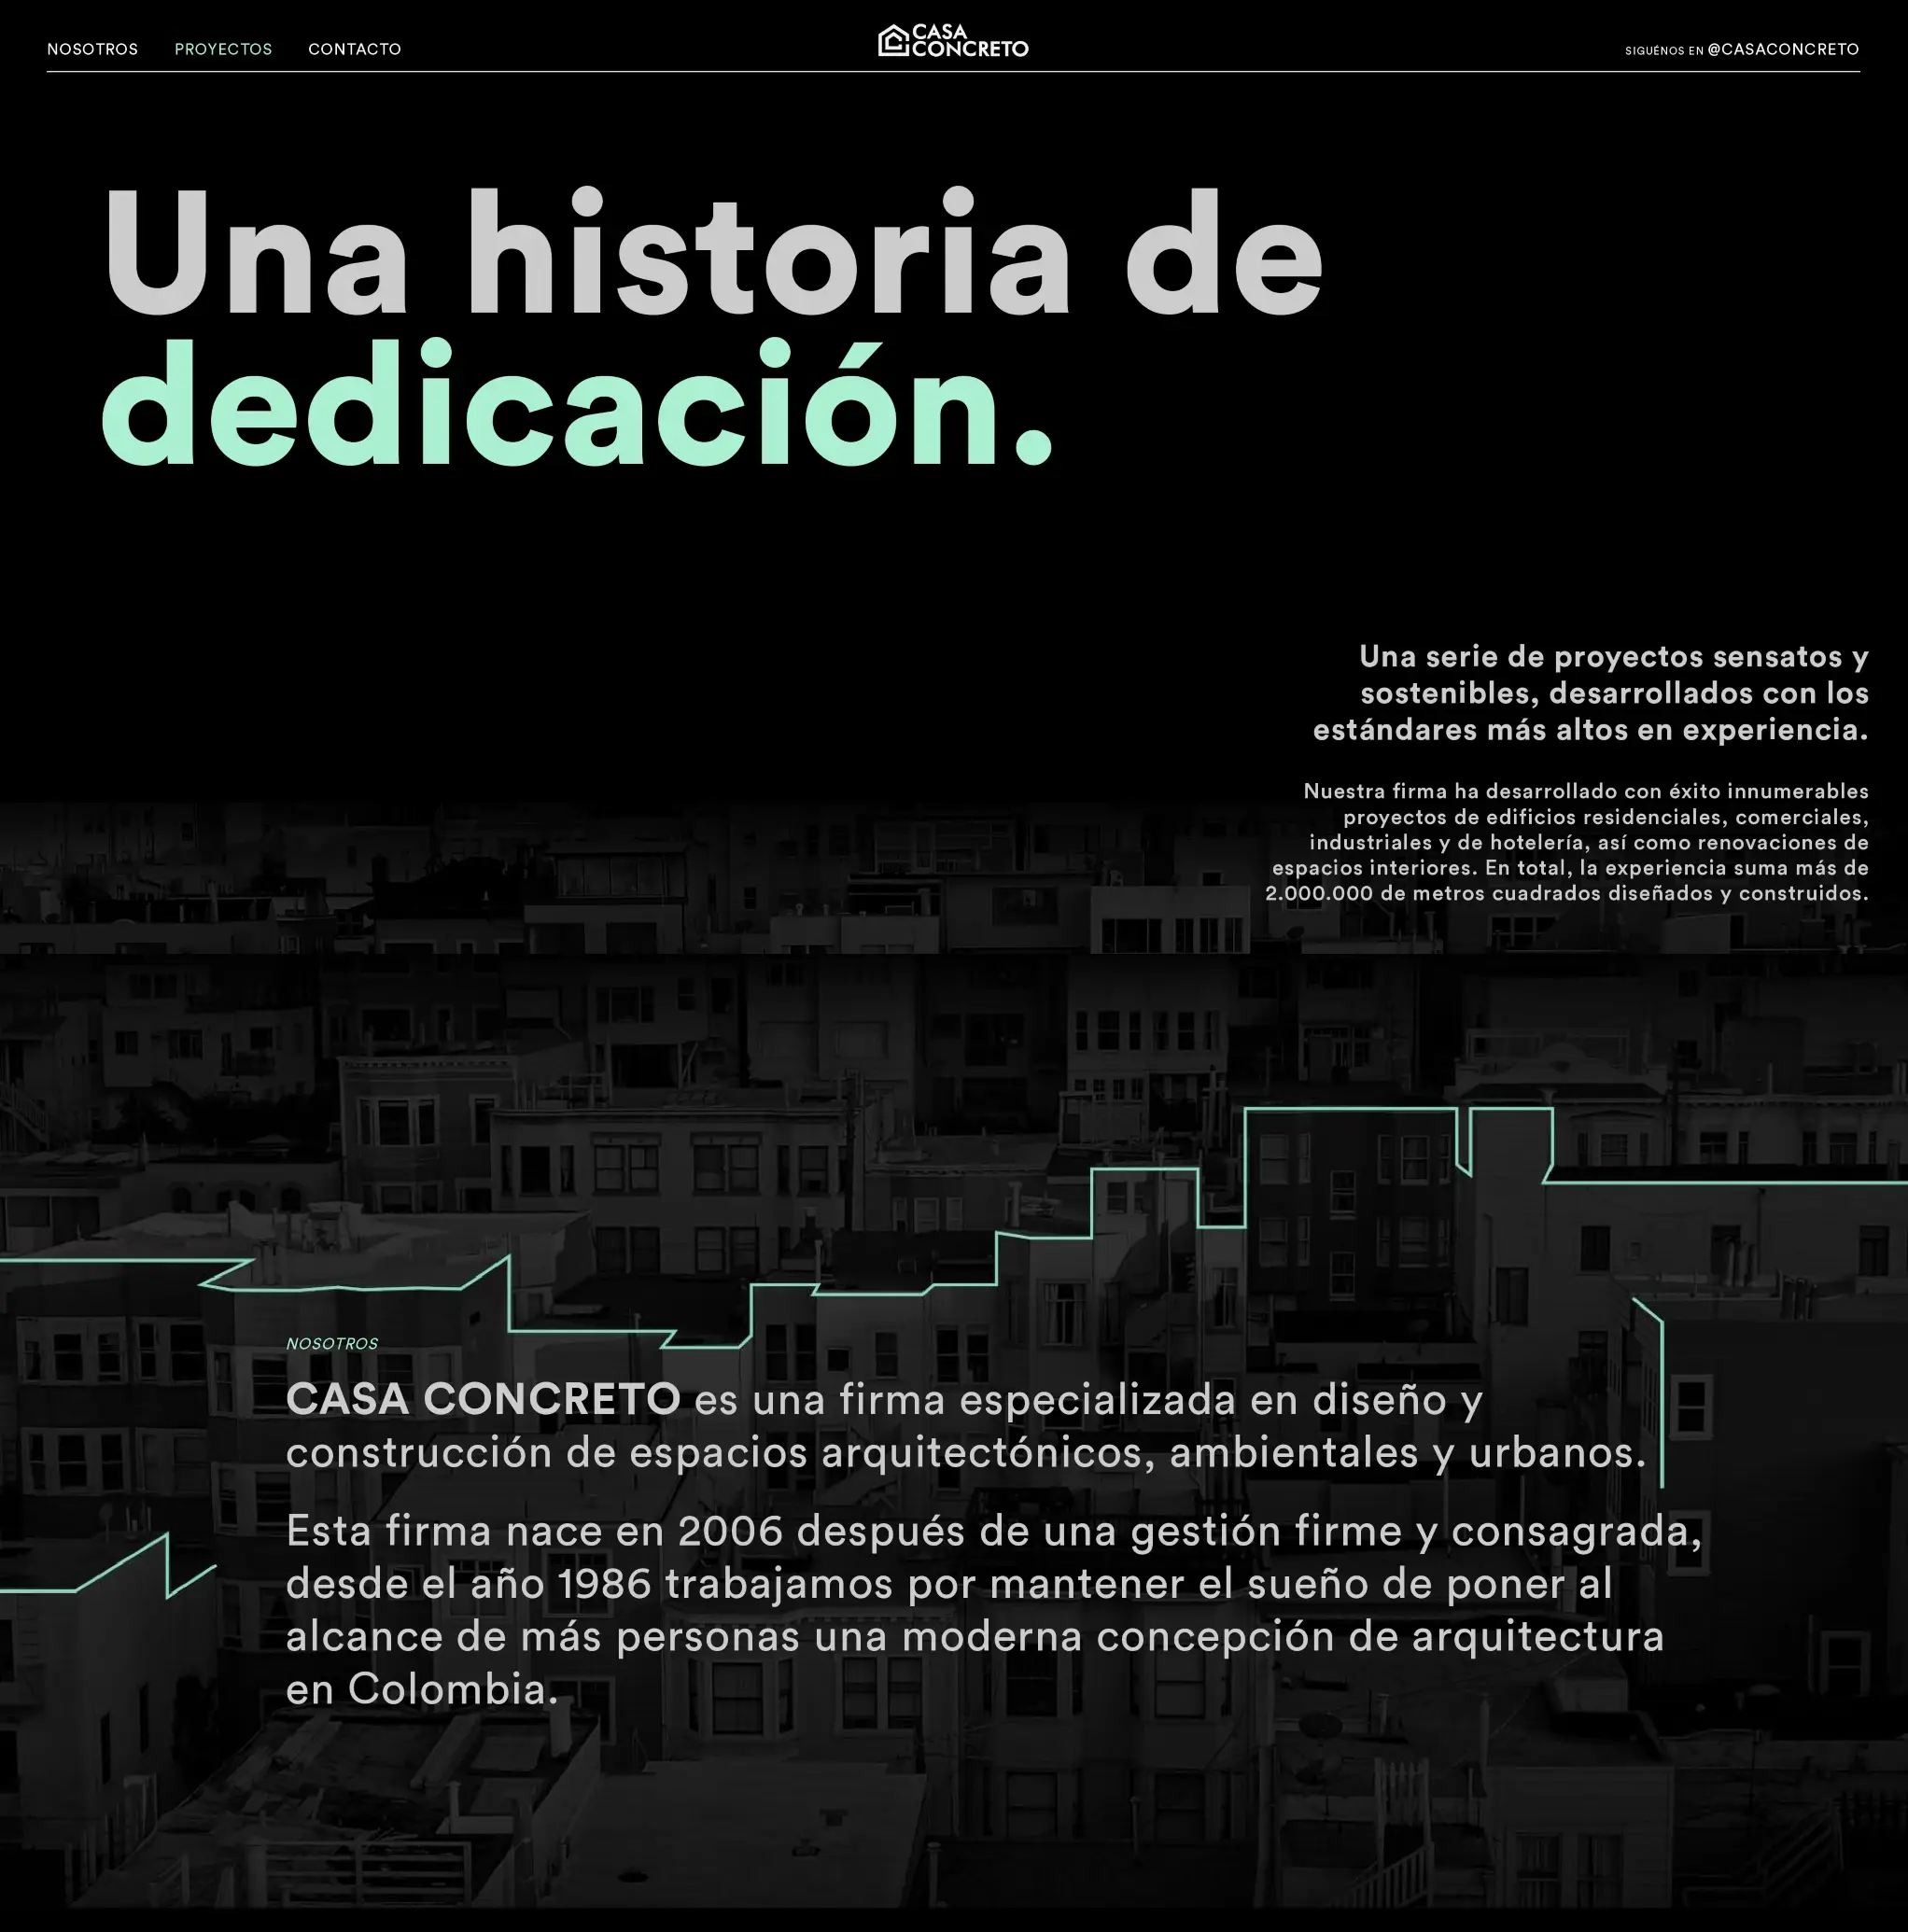 NOSOTROS PROYECTOS CONTACTO
CASA
CONCRETO
SIGUÉNOS EN @CASACONCRETO
Una historia de
dedicación.
Una serie de proyectos sensatos y
sostenibles, desarrollados con los
estándares más altos en experiencia.
Nuestra firma ha desarrollado con éxito innumerables
proyectos de edificios residenciales, comerciales,
industriales y de hotelería, así como renovaciones de
espacios interiores. En total, la experiencia suma más de
2.000.000 de metros cuadrados diseñados y construidos.
NOSOTROS
CASA CONCRETO es una firma especializada en diseño y
construcción de espacios arquitectónicos, ambientales y urbanos.
Esta firma nace en 2006 después de una gestión firme y consagrada,
desde el año 1986 trabajamos por mantener el sueño de poner al
alcance de más personas una moderna concepción de arquitectura
en Colombia.